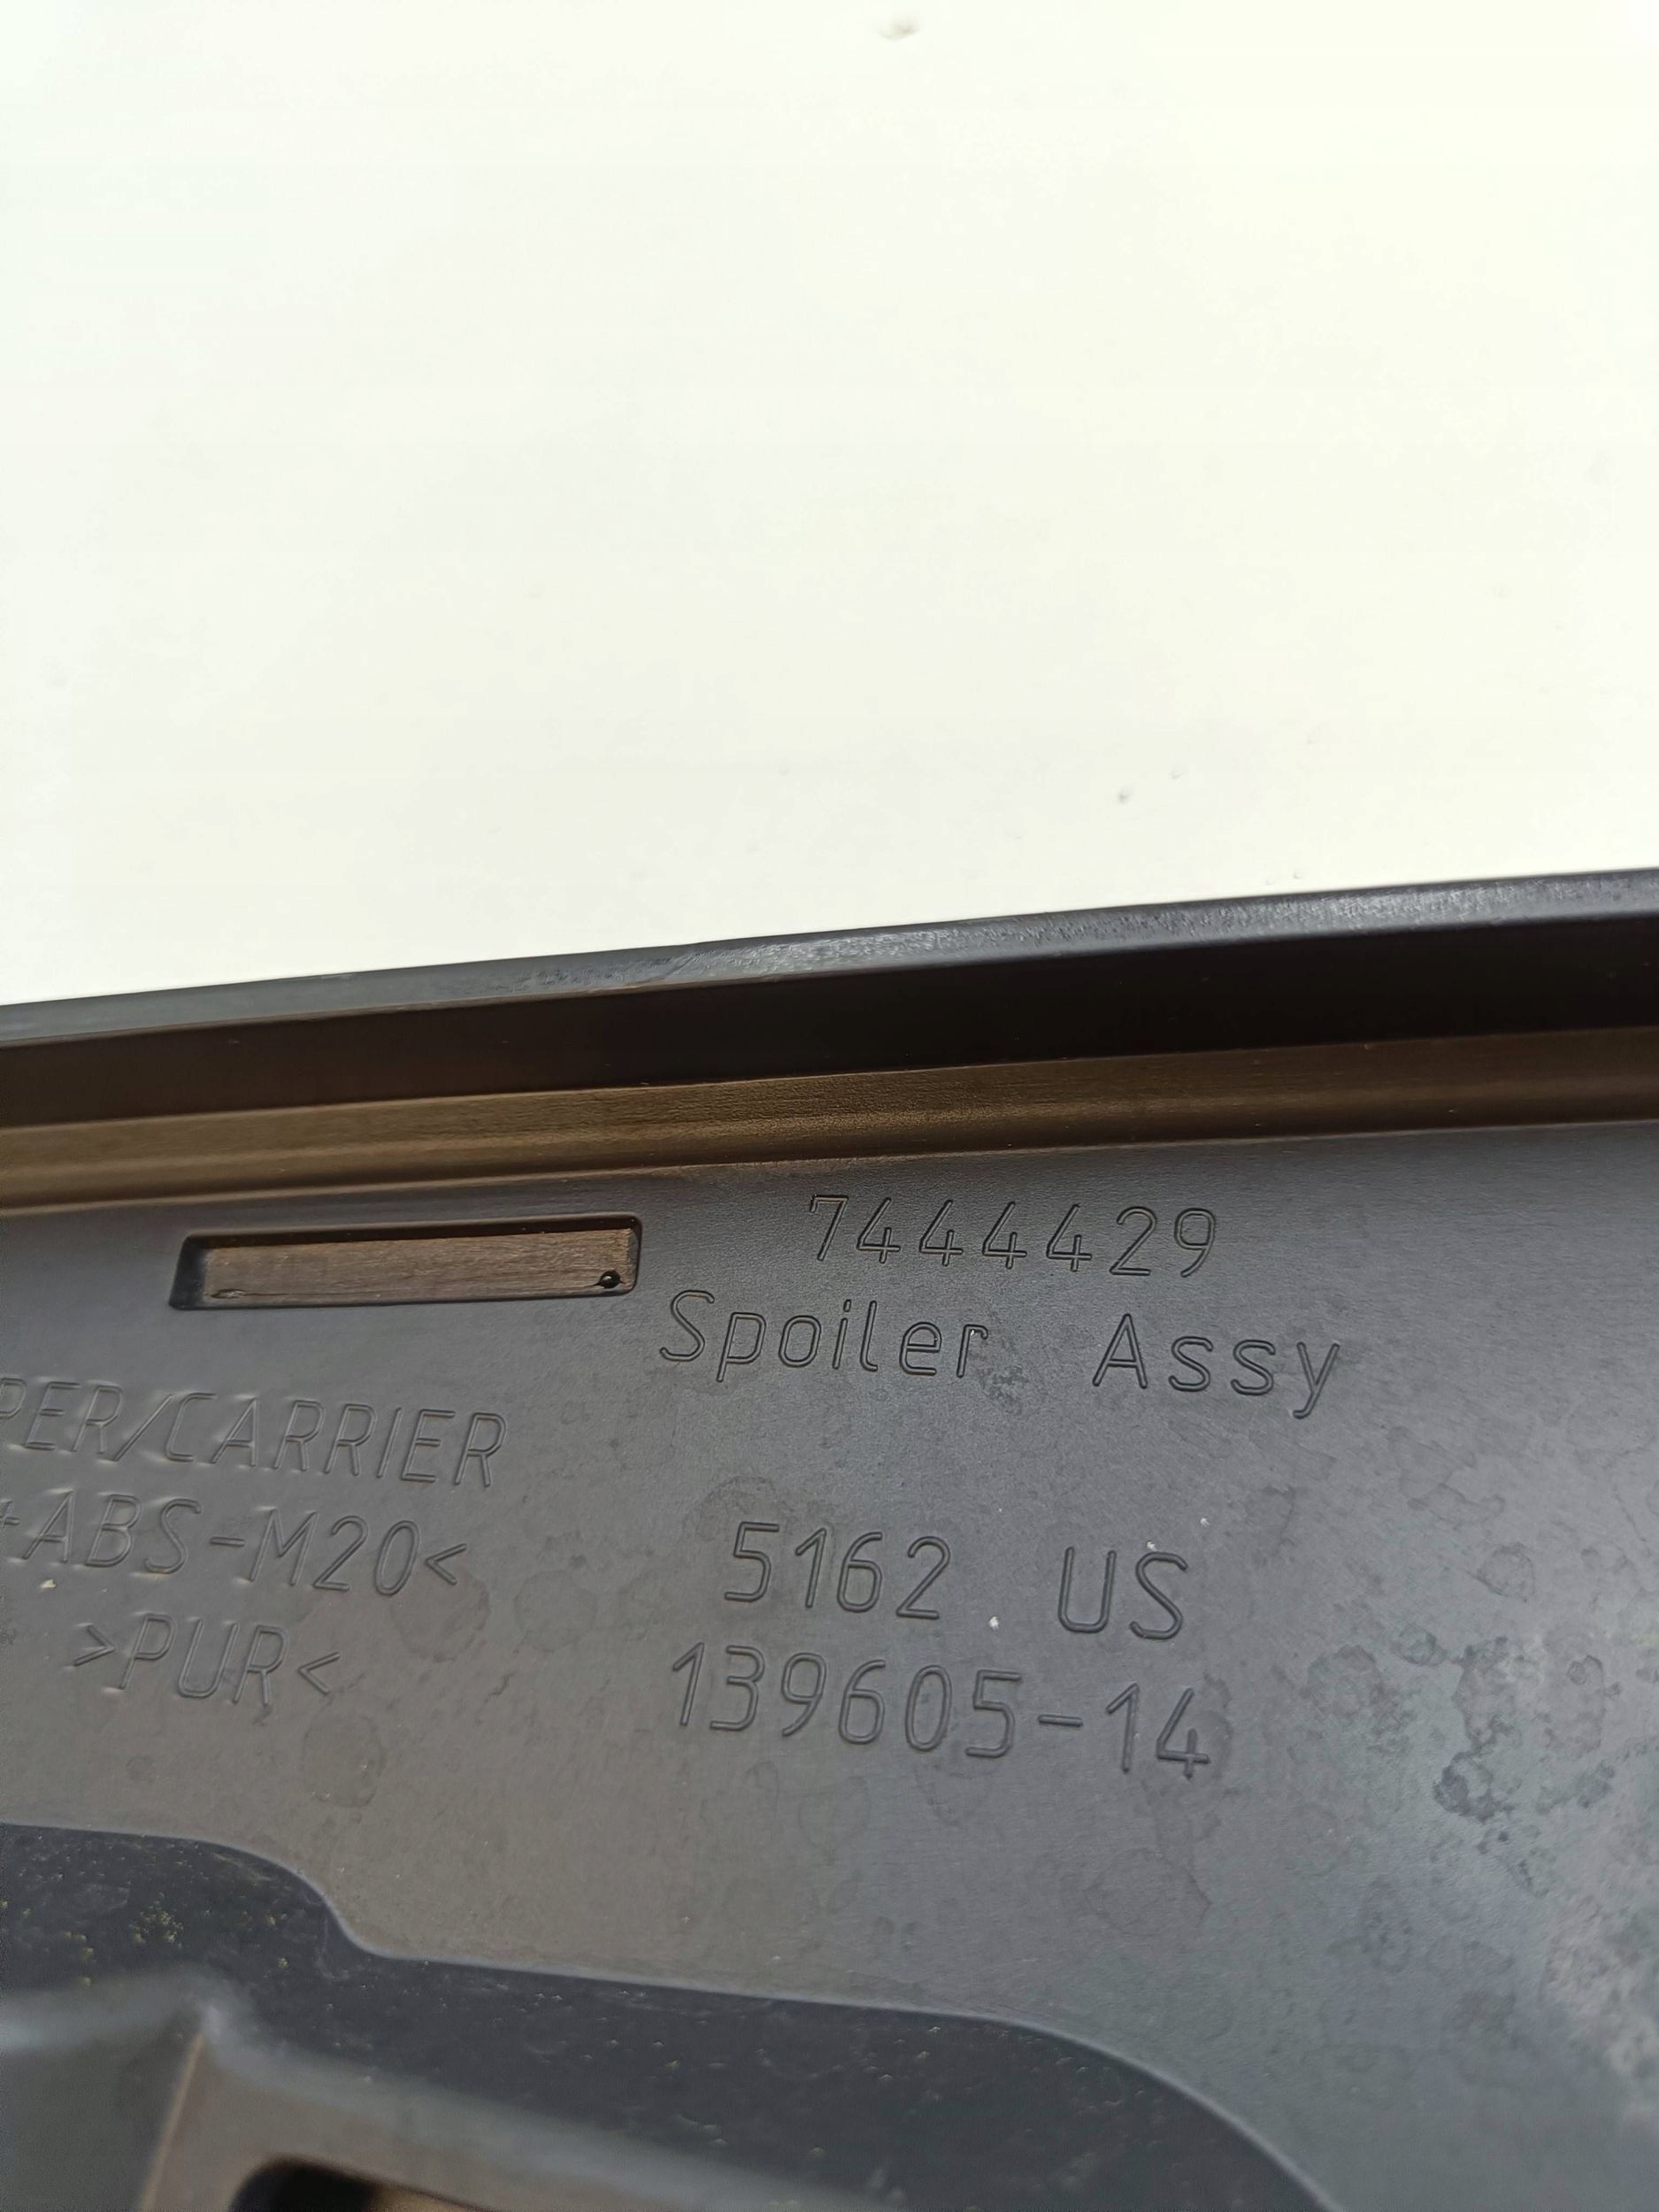 7444429
Spoiler Assy
PER/CARRIER
+ABS-M20<
>PUR<
5162 US
139605-14